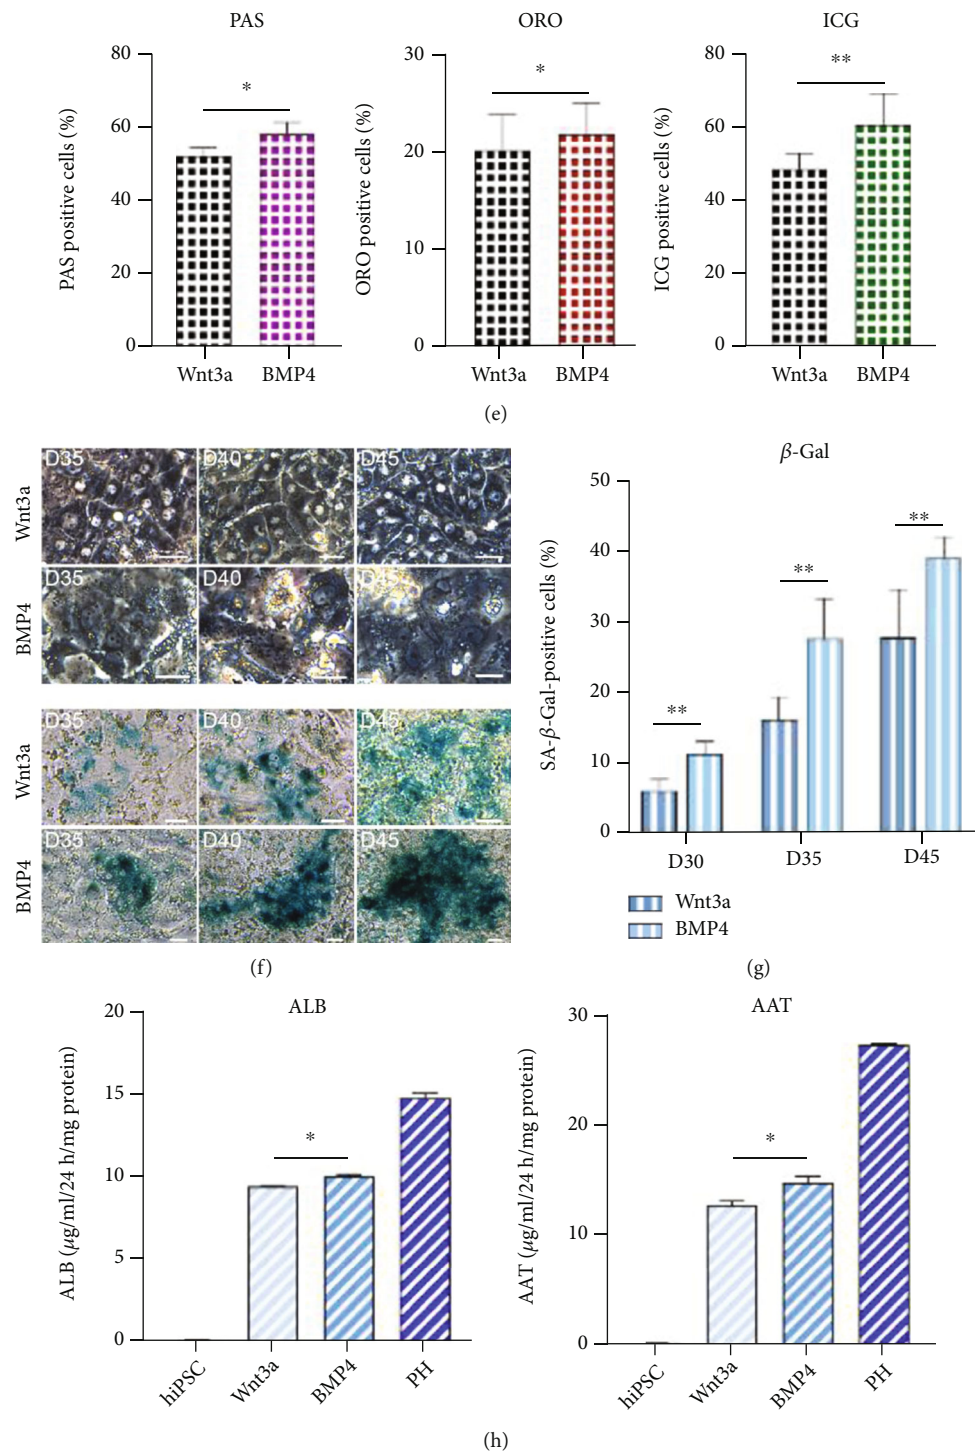 PAS
80
60
40
20
0
PAS positive cells (%)
*
Wnt3a
BMP4
ORO
30
20
10
0
ORO positive cells (%)
*
Wnt3a
BMP4
ICG
80
60
40
20
0
ICG positive cells (%)
**
Wnt3a
BMP4
(e)
Wnt3a
D35
D40
D45
BMP4
D35
D40
D45
Wnt3a
D35
D40
D45
BMP4
D35
D40
D45
(f)
β-Gal
50
40
30
20
10
0
SA-β-Gal-positive cells (%)
**
**
**
D30
D35
D45
Wnt3a
BMP4
(g)
ALB
20
15
10
5
0
ALB (μg/ml/24 h/mg protein)
*
hiPSC
Wnt3a
BMP4
PH
AAT
30
20
10
0
AAT (μg/ml/24 h/mg protein)
*
hiPSC
Wnt3a
BMP4
PH
(h)